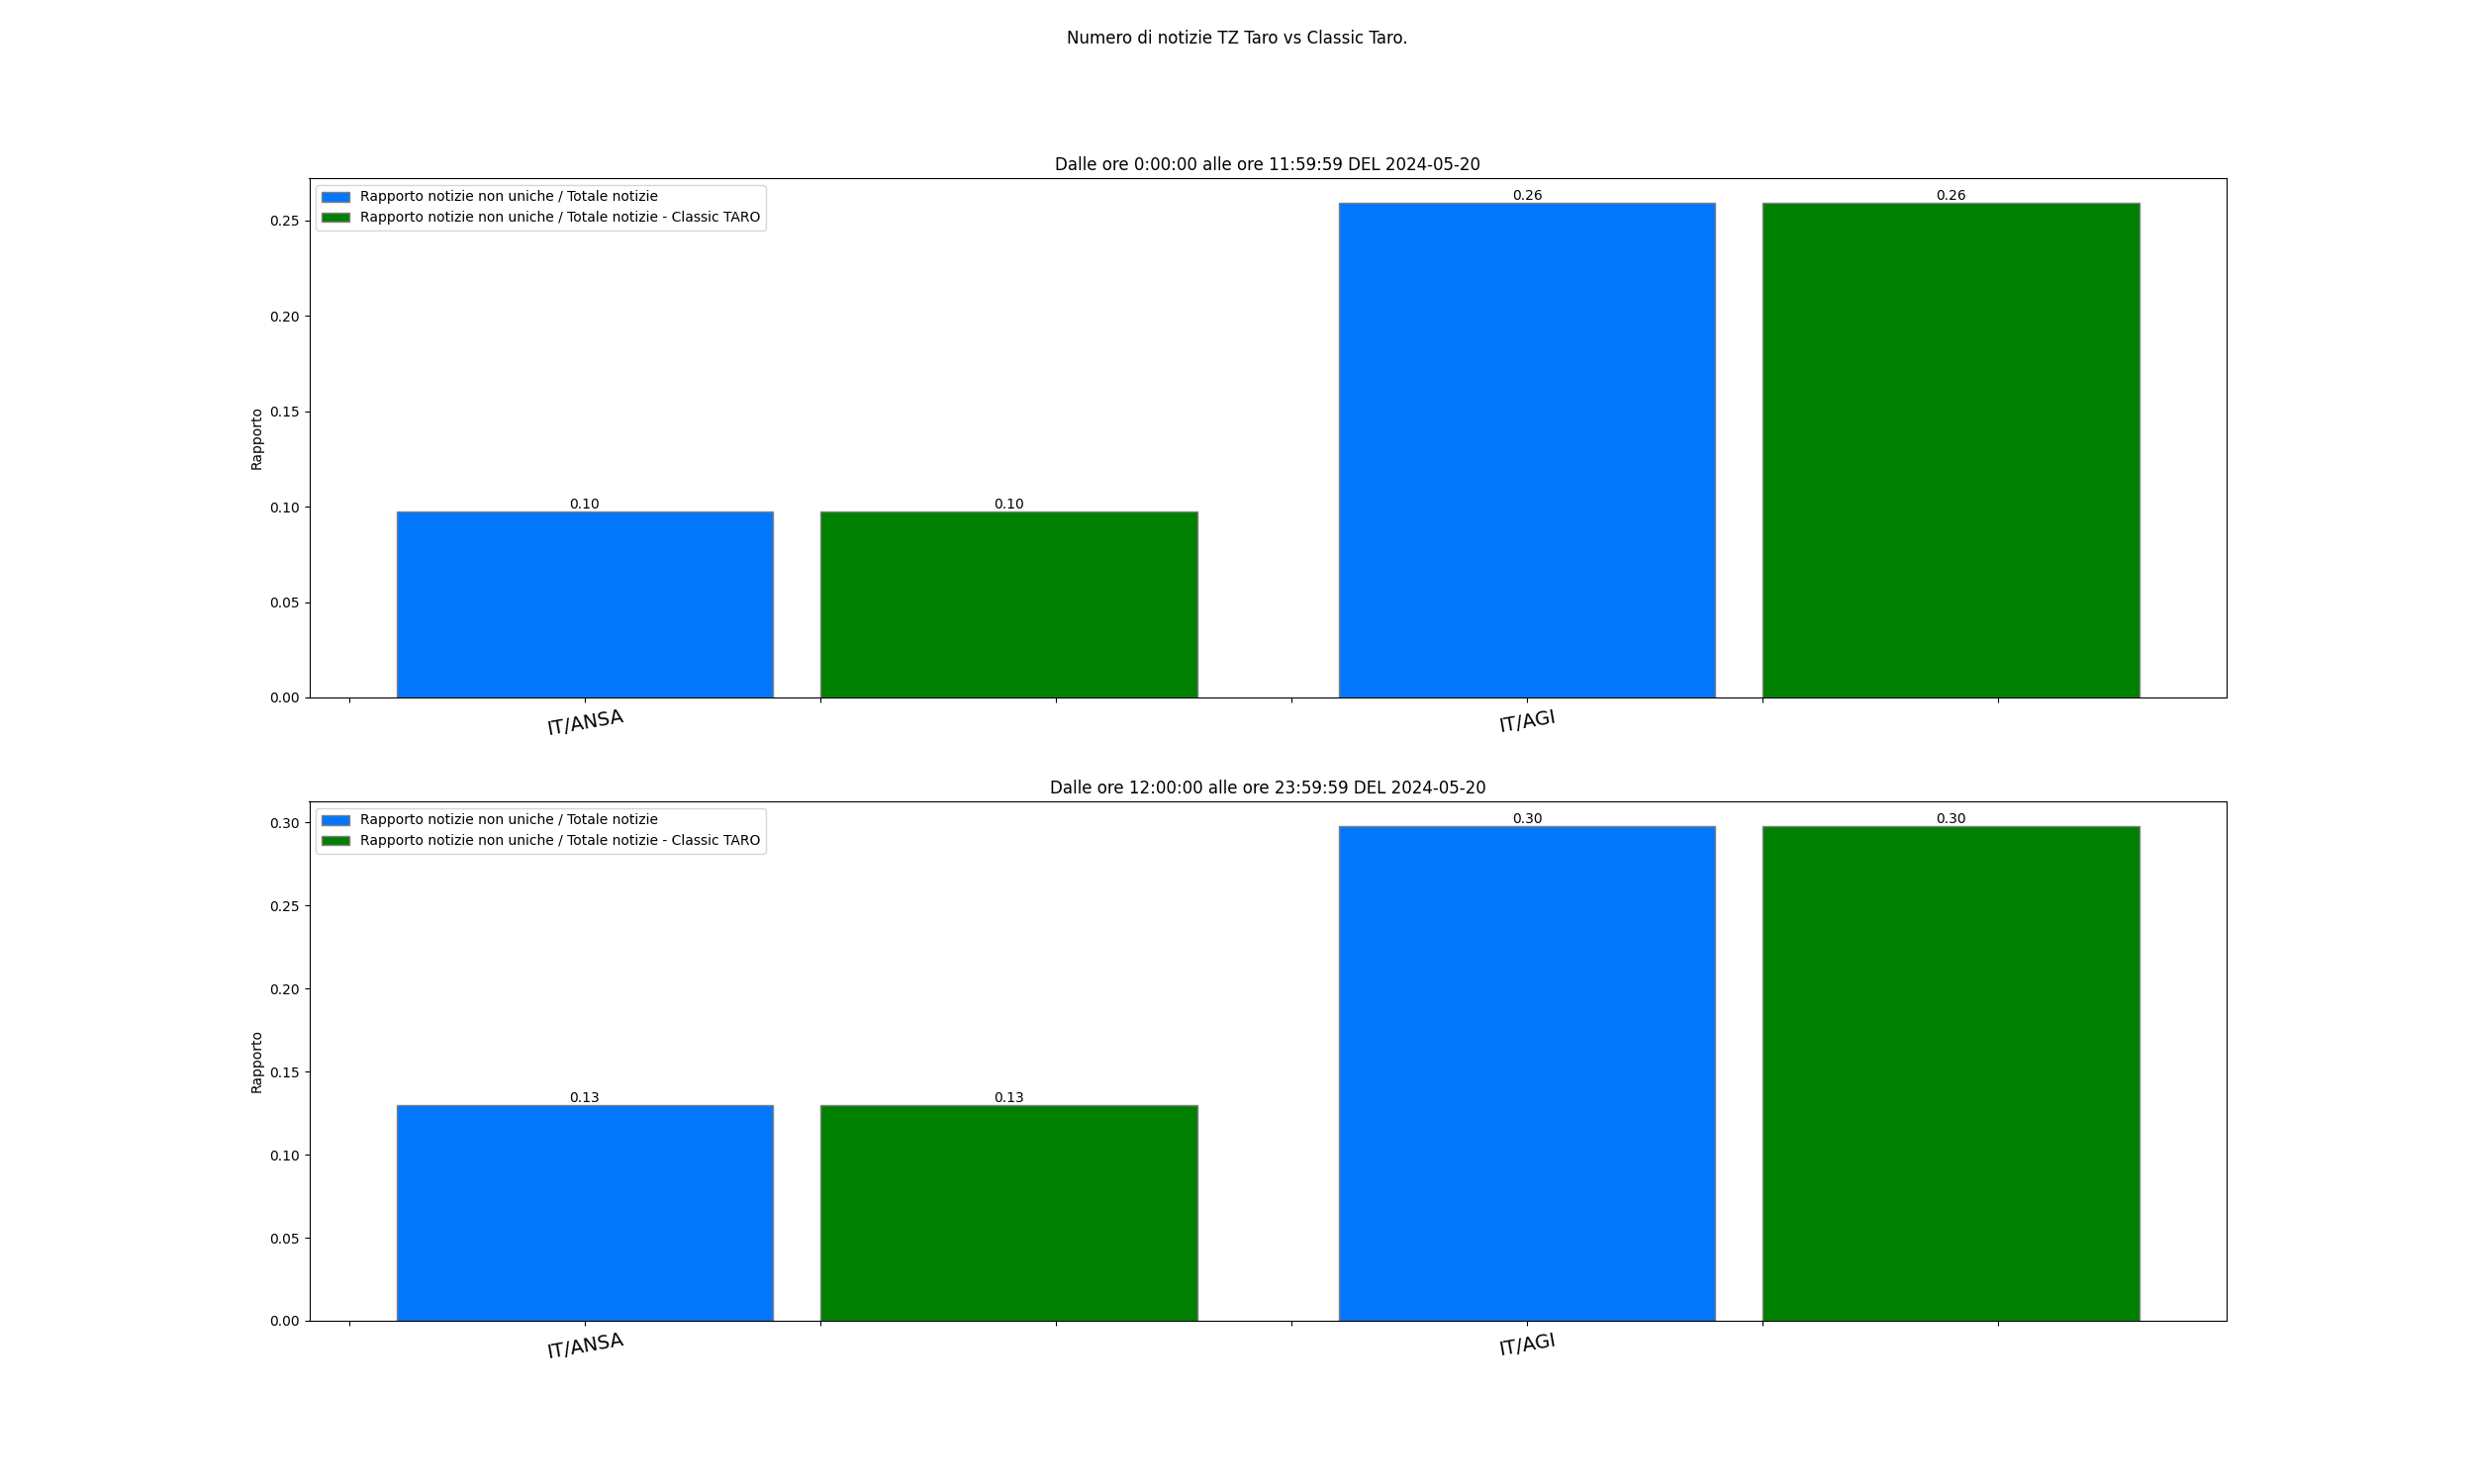 Numero di notizie TZ Taro vs Classic Taro.
Dalle ore 0:00:00 alle ore 11:59:59 DEL 2024-05-20
Rapporto notizie non uniche / Totale notizie
Rapporto notizie non uniche / Totale notizie - Classic TARO
0.26
0.26
0.25
0.20
0.15
Rapporto
0.10
0.10
0.10
0.05
0.00
IT/ANSA
IT/AGI
Dalle ore 12:00:00 alle ore 23:59:59 DEL 2024-05-20
Rapporto notizie non uniche / Totale notizie
Rapporto notizie non uniche / Totale notizie - Classic TARO
0.30
0.30
0.30
0.25
0.20
0.15
Rapporto
0.13
0.13
0.10
0.05
0.00
IT/ANSA
IT/AGI